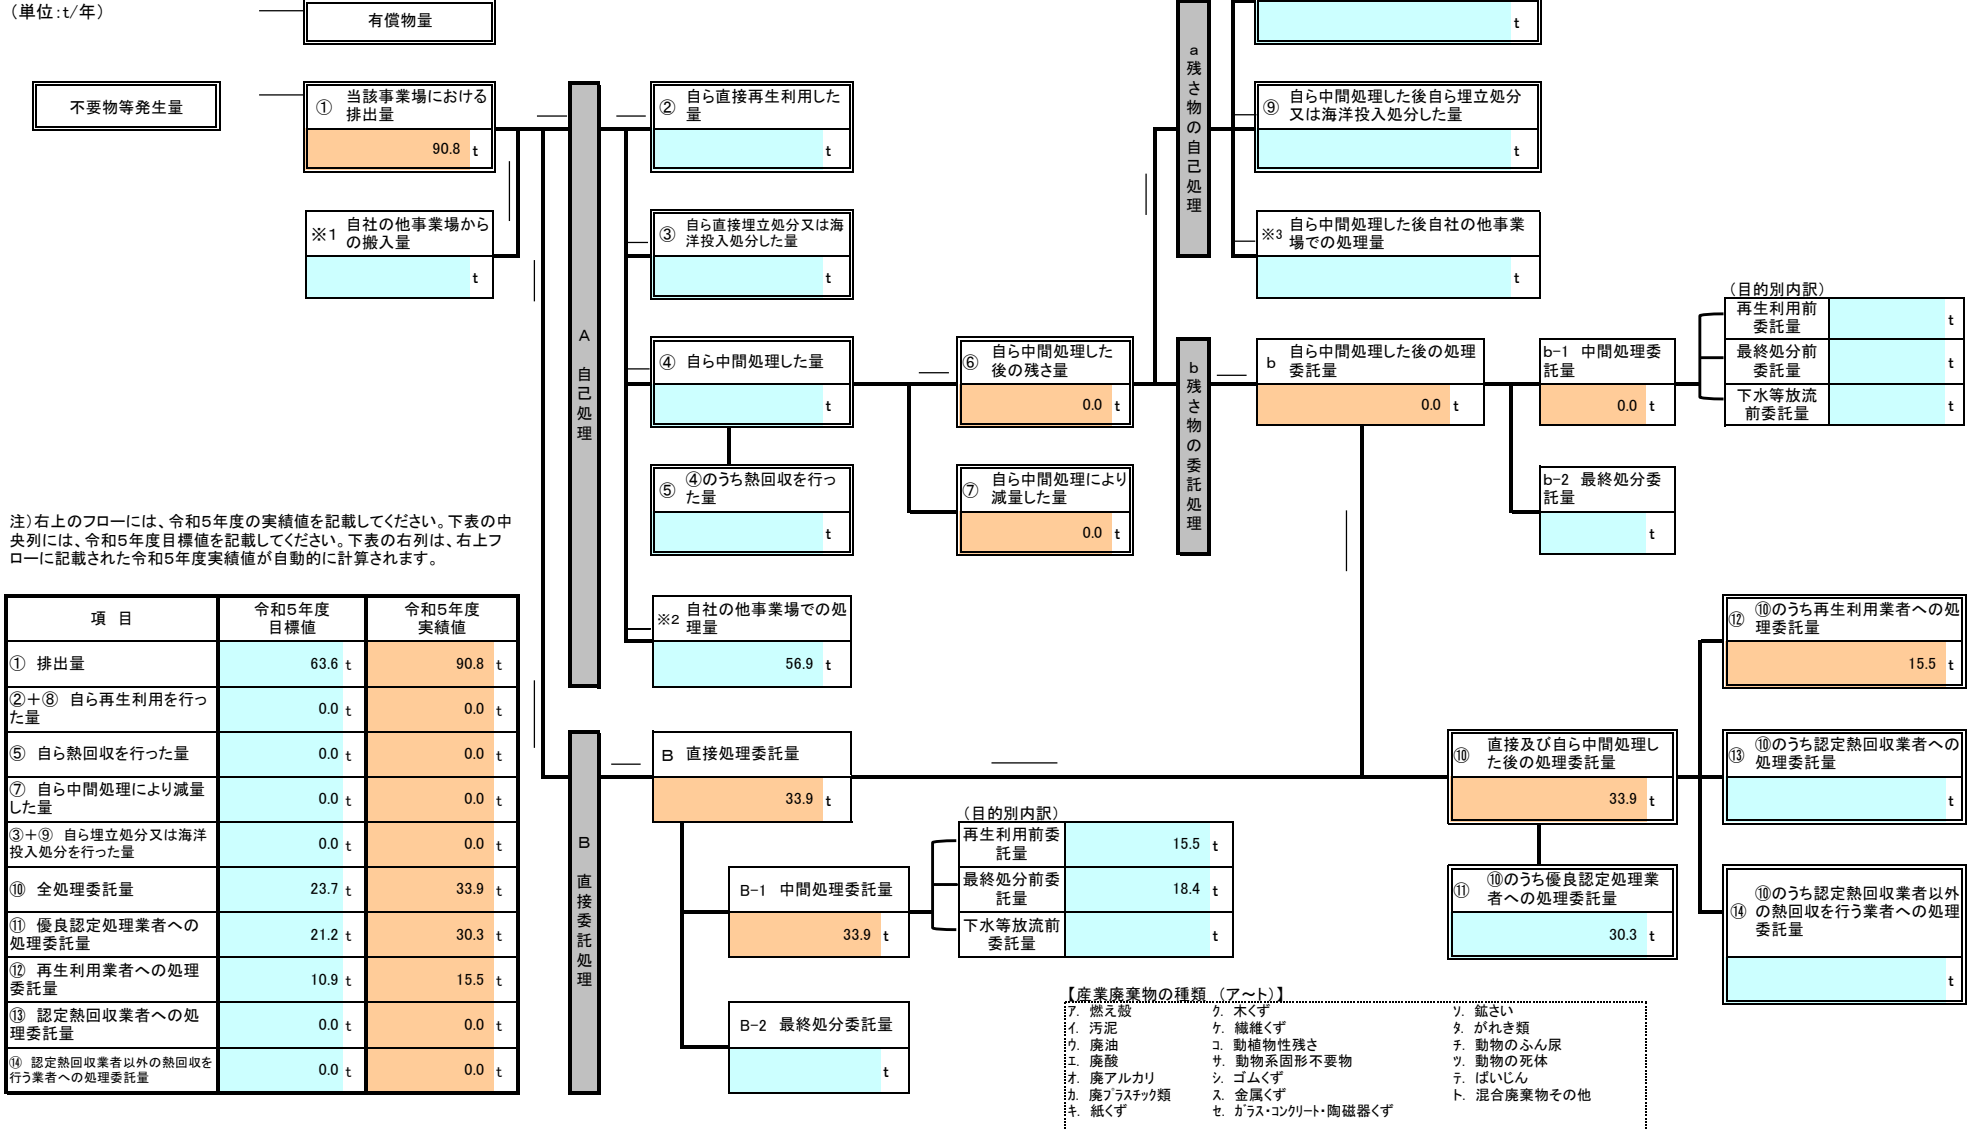 (単位:t/年)
有償物量
t
不要物等発生量
① 当該事業場における
排出量
90.8 t
※1 自社の他事業場から
の搬入量
t
A 自己処理
② 自ら直接再生利用した
量
t
③ 自ら直接埋立処分又は海
洋投入処分した量
t
④ 自ら中間処理した量
t
⑤ ④のうち熱回収を行っ
た量
t
※2 自社の他事業場での処
理量
56.9 t
⑥ 自ら中間処理した
後の残さ量
0.0 t
⑦ 自ら中間処理により
減量した量
0.0 t
a 残さ物の自己処理
⑨ 自ら中間処理した後自ら埋立処分
又は海洋投入処分した量
t
※3 自ら中間処理した後自社の他事業
場での処理量
t
b 残さ物の委託処理
b 自ら中間処理した後の処理
委託量
0.0 t
b-1 中間処理委
託量
0.0 t
b-2 最終処分委
託量
t
(目的別内訳)
再生利用前
委託量
t
最終処分前
委託量
t
下水等放流
前委託量
t
注)右上のフローには、令和5年度の実績値を記載してください。下表の中
央列には、令和5年度目標値を記載してください。下表の右列は、右上フ
ローに記載された令和5年度実績値が自動的に計算されます。
項 目
令和5年度
目標値
令和5年度
実績値
① 排出量
63.6 t
90.8 t
②+⑧ 自ら再生利用を行っ
た量
0.0 t
0.0 t
⑤ 自ら熱回収を行った量
0.0 t
0.0 t
⑦ 自ら中間処理により減量
した量
0.0 t
0.0 t
③+⑨ 自ら埋立処分又は海洋
投入処分を行った量
0.0 t
0.0 t
⑩ 全処理委託量
23.7 t
33.9 t
⑪ 優良認定処理業者への
処理委託量
21.2 t
30.3 t
⑫ 再生利用業者への処理
委託量
10.9 t
15.5 t
⑬ 認定熱回収業者への処
理委託量
0.0 t
0.0 t
⑭ 認定熱回収業者以外の熱回収を
行う業者への処理委託量
0.0 t
0.0 t
B 直接委託処理
B 直接処理委託量
33.9 t
B-1 中間処理委託量
33.9 t
B-2 最終処分委託量
t
(目的別内訳)
再生利用前委
託量
15.5 t
最終処分前委
託量
18.4 t
下水等放流前
委託量
t
⑩ 直接及び自ら中間処理し
た後の処理委託量
33.9 t
⑪ ⑩のうち優良認定処理業
者への処理委託量
30.3 t
⑫ ⑩のうち再生利用業者への処
理委託量
15.5 t
⑬ ⑩のうち認定熱回収業者への
処理委託量
t
⑭ ⑩のうち認定熱回収業者以外
の熱回収を行う業者への処理
委託量
t
【産業廃棄物の種類 (ア~ト)】
ア. 燃え殻
イ. 汚泥
ウ. 廃油
エ. 廃酸
オ. 廃アルカリ
カ. 廃プラスチック類
キ. 紙くず
ク. 木くず
ケ. 繊維くず
コ. 動植物性残さ
サ. 動物系固形不要物
シ. ゴムくず
ス. 金属くず
セ. ガラス・コンクリート・陶磁器くず
ソ. 鉱さい
タ. がれき類
チ. 動物のふん尿
ツ. 動物の死体
テ. ばいじん
ト. 混合廃棄物その他